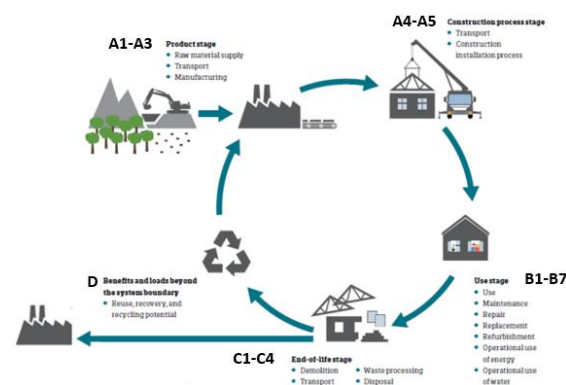 A1-A3
Product stage
• Raw material supply
• Transport
• Manufacturing
A4-A5
Construction process stage
• Transport
• Construction
installation process
B1-B7
Use stage
• Use
• Maintenance
• Repair
• Replacement
• Refurbishment
• Operational use
of energy
• Operational use
of water
C1-C4
End-of-life stage
• Demolition
• Transport
• Waste processing
• Disposal
D
Benefits and loads beyond
the system boundary
• Reuse, recovery, and
recycling potential